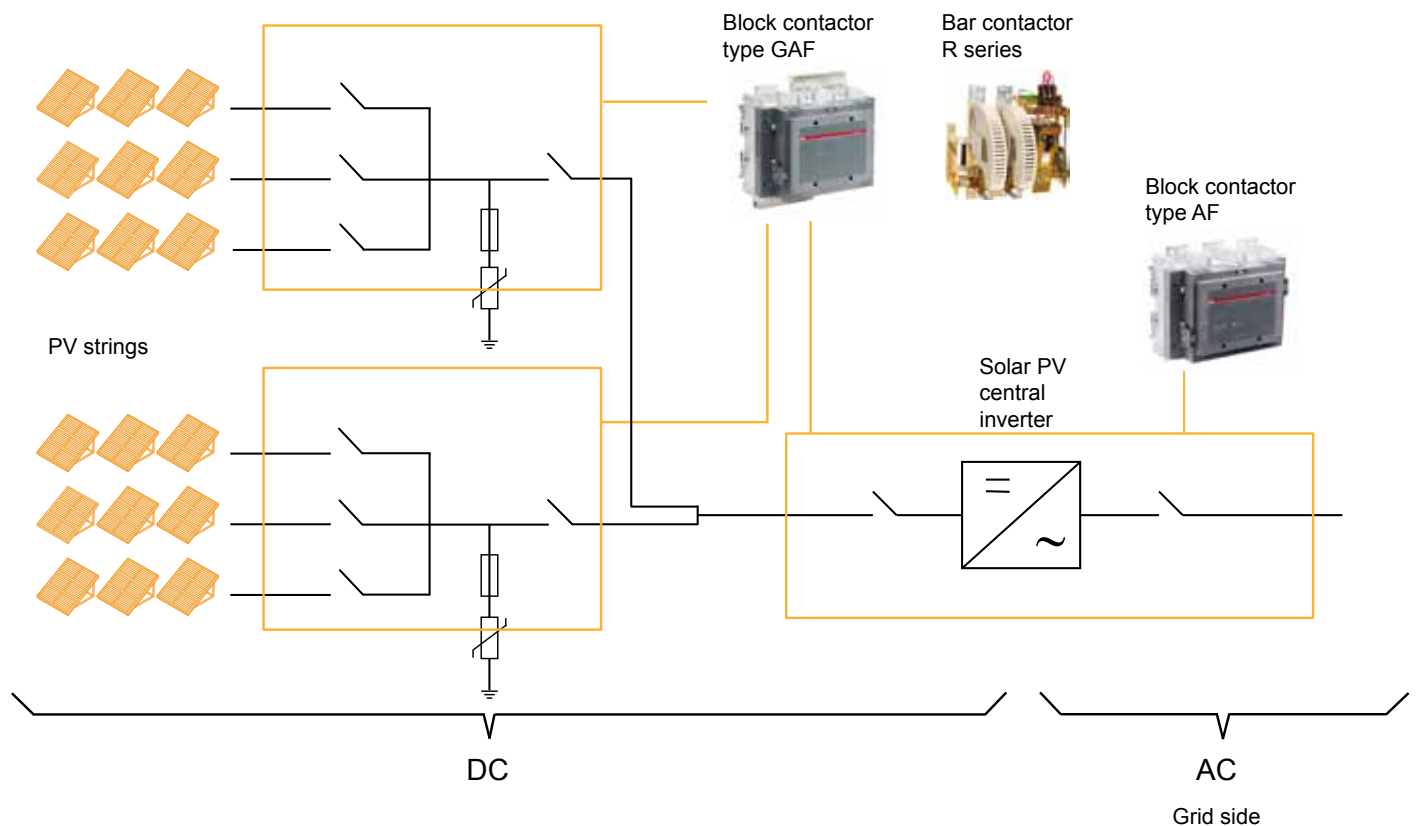 Block contactor
type GAF
Bar contactor
R series
Block contactor
type AF
PV strings
Solar PV
central
inverter
DC
AC
Grid side